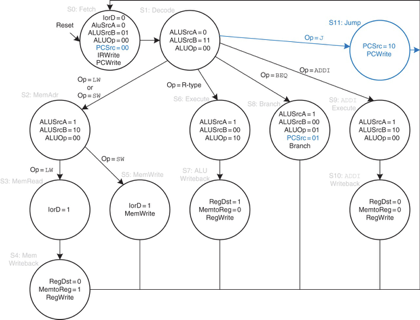 S0: Fetch
S1: Decode
Reset
IorD = 0
AluSrcA = 0
ALUSrcB = 01
ALUOp = 00
PCSrc = 00
IRWrite
PCWrite
ALUSrcA = 0
ALUSrcB = 11
ALUOp = 00
S11: Jump
Op = J
PCSrc = 10
PCWrite
Op = LW
or
Op = SW
Op = R-type
Op = BEQ
Op = ADDI
S2: MemAdr
S6: Execute
S8: Branch
S9: ADDI
Execute
ALUSrcA = 1
ALUSrcB = 10
ALUOp = 00
ALUSrcA = 1
ALUSrcB = 00
ALUOp = 10
ALUSrcA = 1
ALUSrcB = 00
ALUOp = 01
PCSrc = 01
Branch
ALUSrcA = 1
ALUSrcB = 10
ALUOp = 00
Op = LW
Op = SW
S3: MemRead
S5: MemWrite
S7: ALU
Writeback
S10: ADDI
Writeback
IorD = 1
IorD = 1
MemWrite
RegDst = 1
MemtoReg = 0
RegWrite
RegDst = 0
MemtoReg = 0
RegWrite
S4: Mem
Writeback
RegDst = 0
MemtoReg = 1
RegWrite